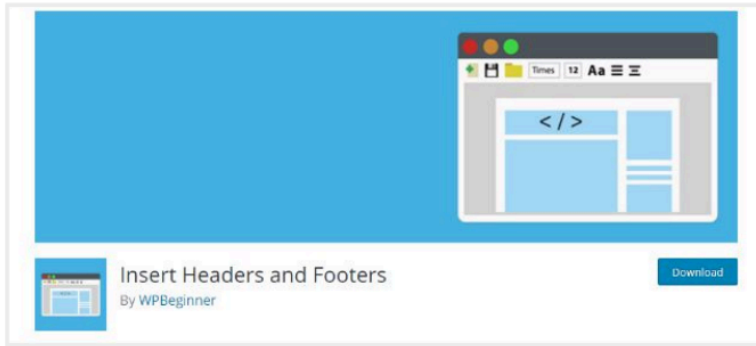 Times 12 Aa
</>
Insert Headers and Footers
Download
By WPBeginner